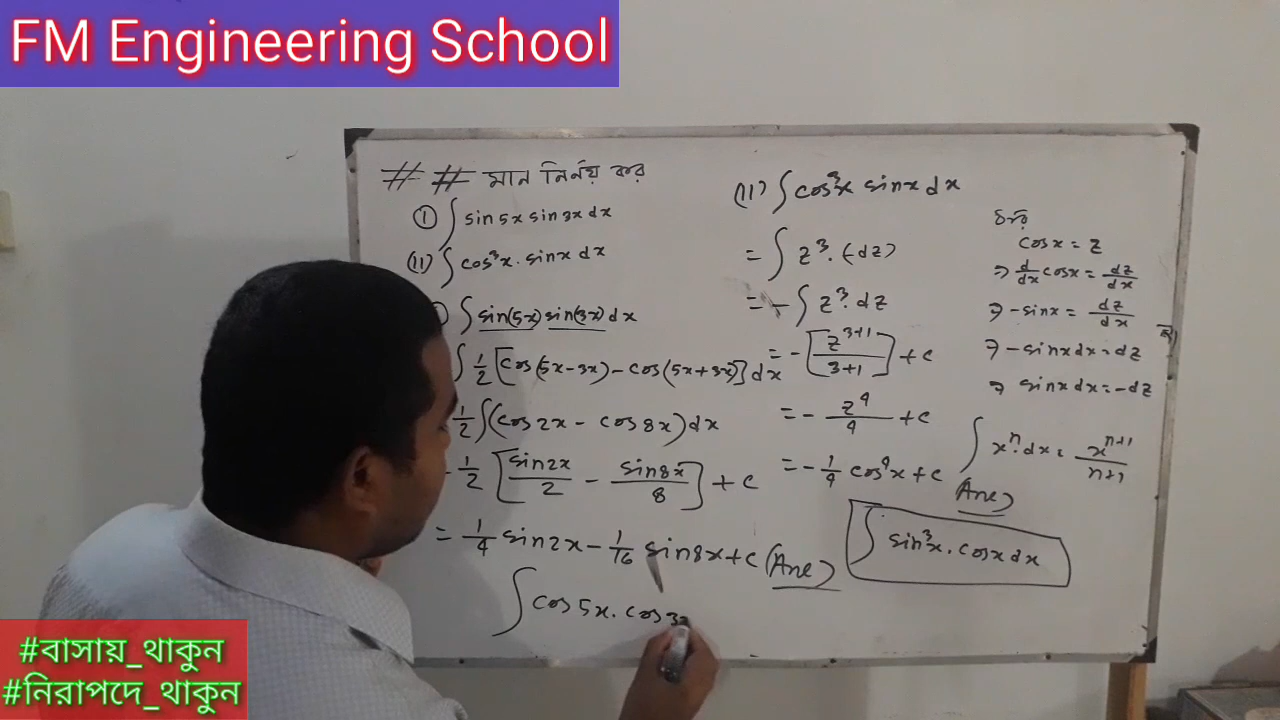 FM Engineering School
## মান নির্ণয় কর
① ∫ sin5x sin3x dx
(11) ∫ cos³x. sinx dx
∫ sin(5x) sin(3x) dx
∫ 1/2 [cos(5x-3x) - cos(5x+3x)] dx
1/2 ∫ (cos2x - cos8x) dx
1/2 [sin2x/2 - sin8x/8] + c
= 1/4 sin2x - 1/16 sin8x + c (Ans)
∫ cos5x. cos3
(11) ∫ cos³x sinx dx
= ∫ z³. (-dz)
= - ∫ z³. dz
= - [z³⁺¹/3+1] + c
= - z⁴/4 + c
= - 1/4 cos⁴x + c
(Ans)
ধরি
cosx = z
⇒ d/dx cosx = dz/dx
⇒ -sinx = dz/dx
⇒ -sinx dx = dz
⇒ sinx dx = -dz
∫ xⁿ. dx = xⁿ⁺¹/n+1
∫ sin³x. cosx dx
#বাসায়_থাকুন
#নিরাপদে_থাকুন